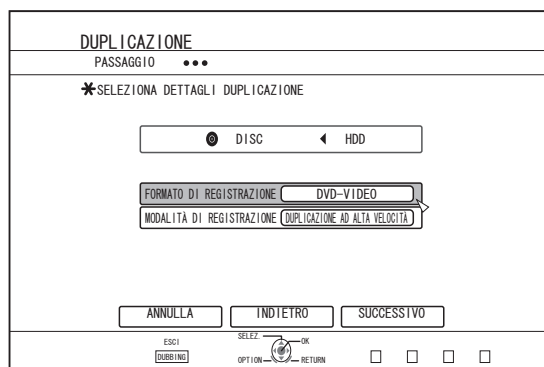 DUPLICAZIONE
PASSAGGIO
SELEZIONA DETTAGLI DUPLICAZIONE
DISC ◀ HDD
FORMATO DI REGISTRAZIONE DVD-VIDEO
MODALITÀ DI REGISTRAZIONE DUPLICAZIONE AD ALTA VELOCITÀ
ANNULLA INDIETRO SUCCESSIVO
ESCI SELEZ. OK
DUBBING OPTION RETURN